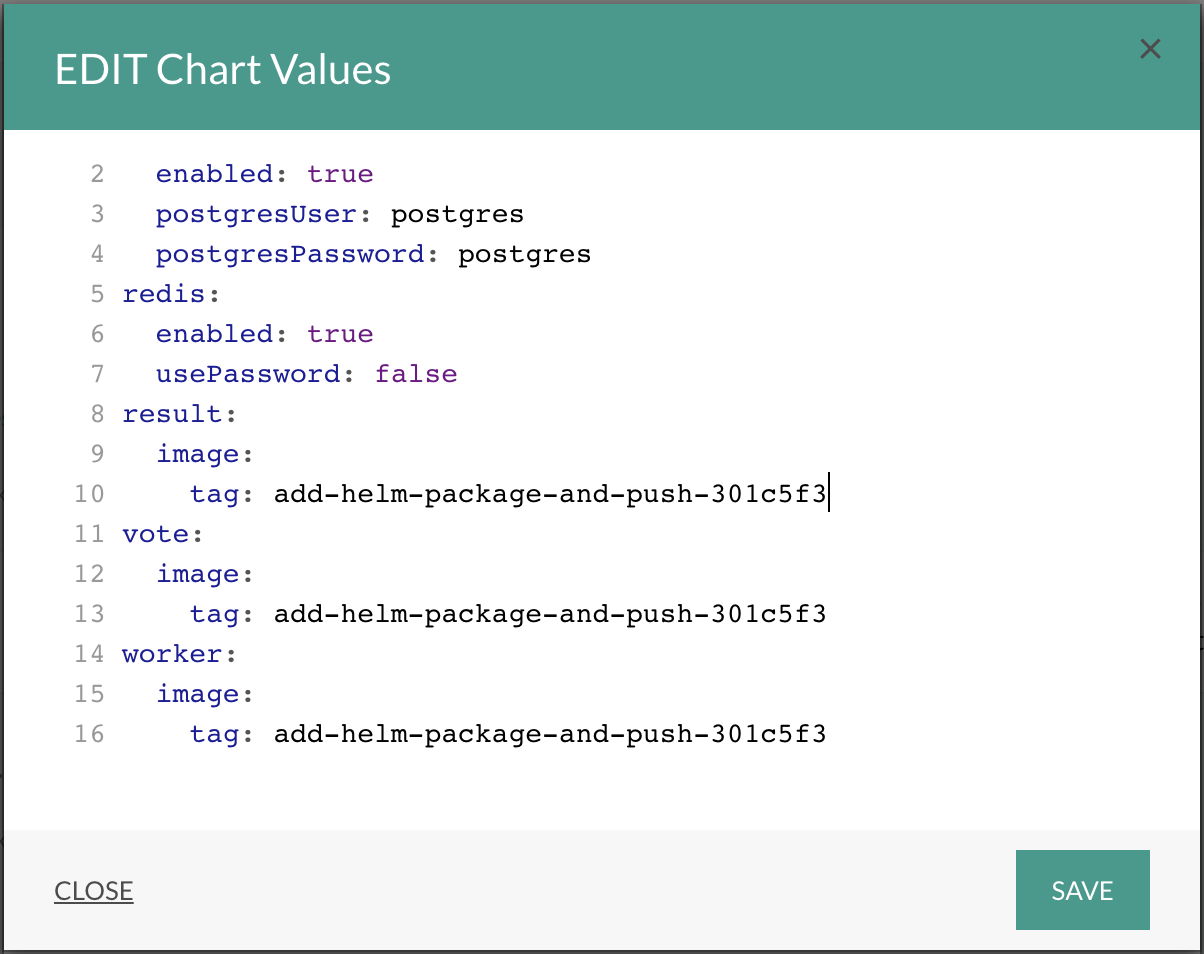 EDIT Chart Values
×
2 enabled: true
3 postgresUser: postgres
4 postgresPassword: postgres
5 redis:
6 enabled: true
7 usePassword: false
8 result:
9 image:
10 tag: add-helm-package-and-push-301c5f3
11 vote:
12 image:
13 tag: add-helm-package-and-push-301c5f3
14 worker:
15 image:
16 tag: add-helm-package-and-push-301c5f3
CLOSE
SAVE